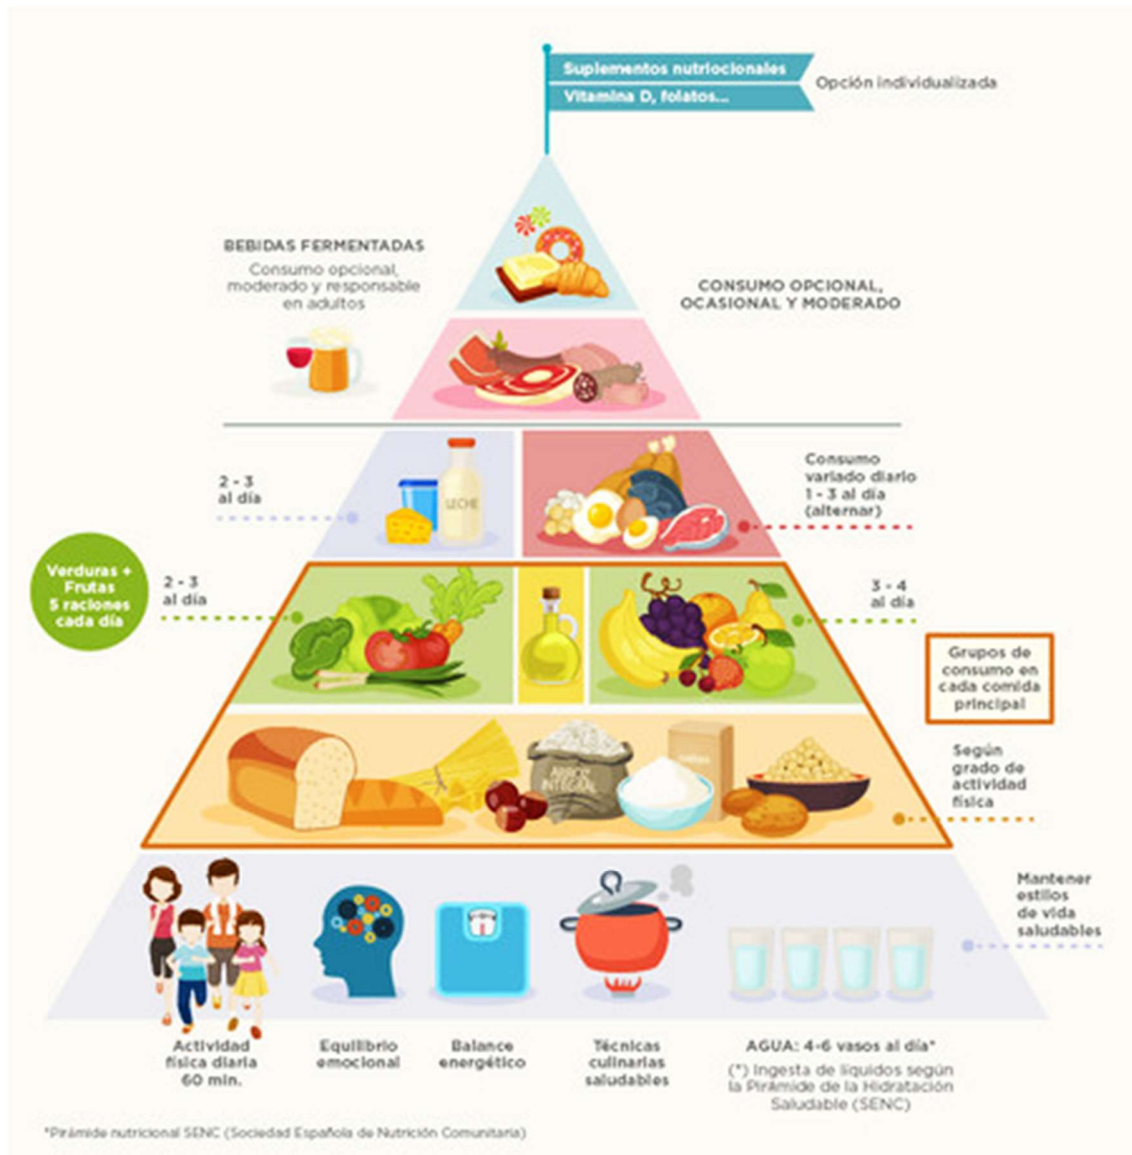 Suplementos nutriocionales
Vitamina D, folatos...
Opción individualizada
BEBIDAS FERMENTADAS
Consumo opcional,
moderado y responsable
en adultos
CONSUMO OPCIONAL,
OCASIONAL Y MODERADO
2 - 3
al día
LECHE
Consumo
variado diario
1 - 3 al día
(alternar)
Verduras +
Frutas
5 raciones
cada día
2 - 3
al día
3 - 4
al día
Grupos de
consumo en
cada comida
principal
INTEGRAL
Según
grado de
actividad
física
Mantener
estilos
de vida
saludables
Actividad
física diaria
60 min.
Equilibrio
emocional
Balance
energético
Técnicas
culinarias
saludables
AGUA: 4-6 vasos al día*
(*) Ingesta de líquidos según
la Pirámide de la Hidratación
Saludable (SENC)
*Pirámide nutricional SENC (Sociedad Española de Nutrición Comunitaria)